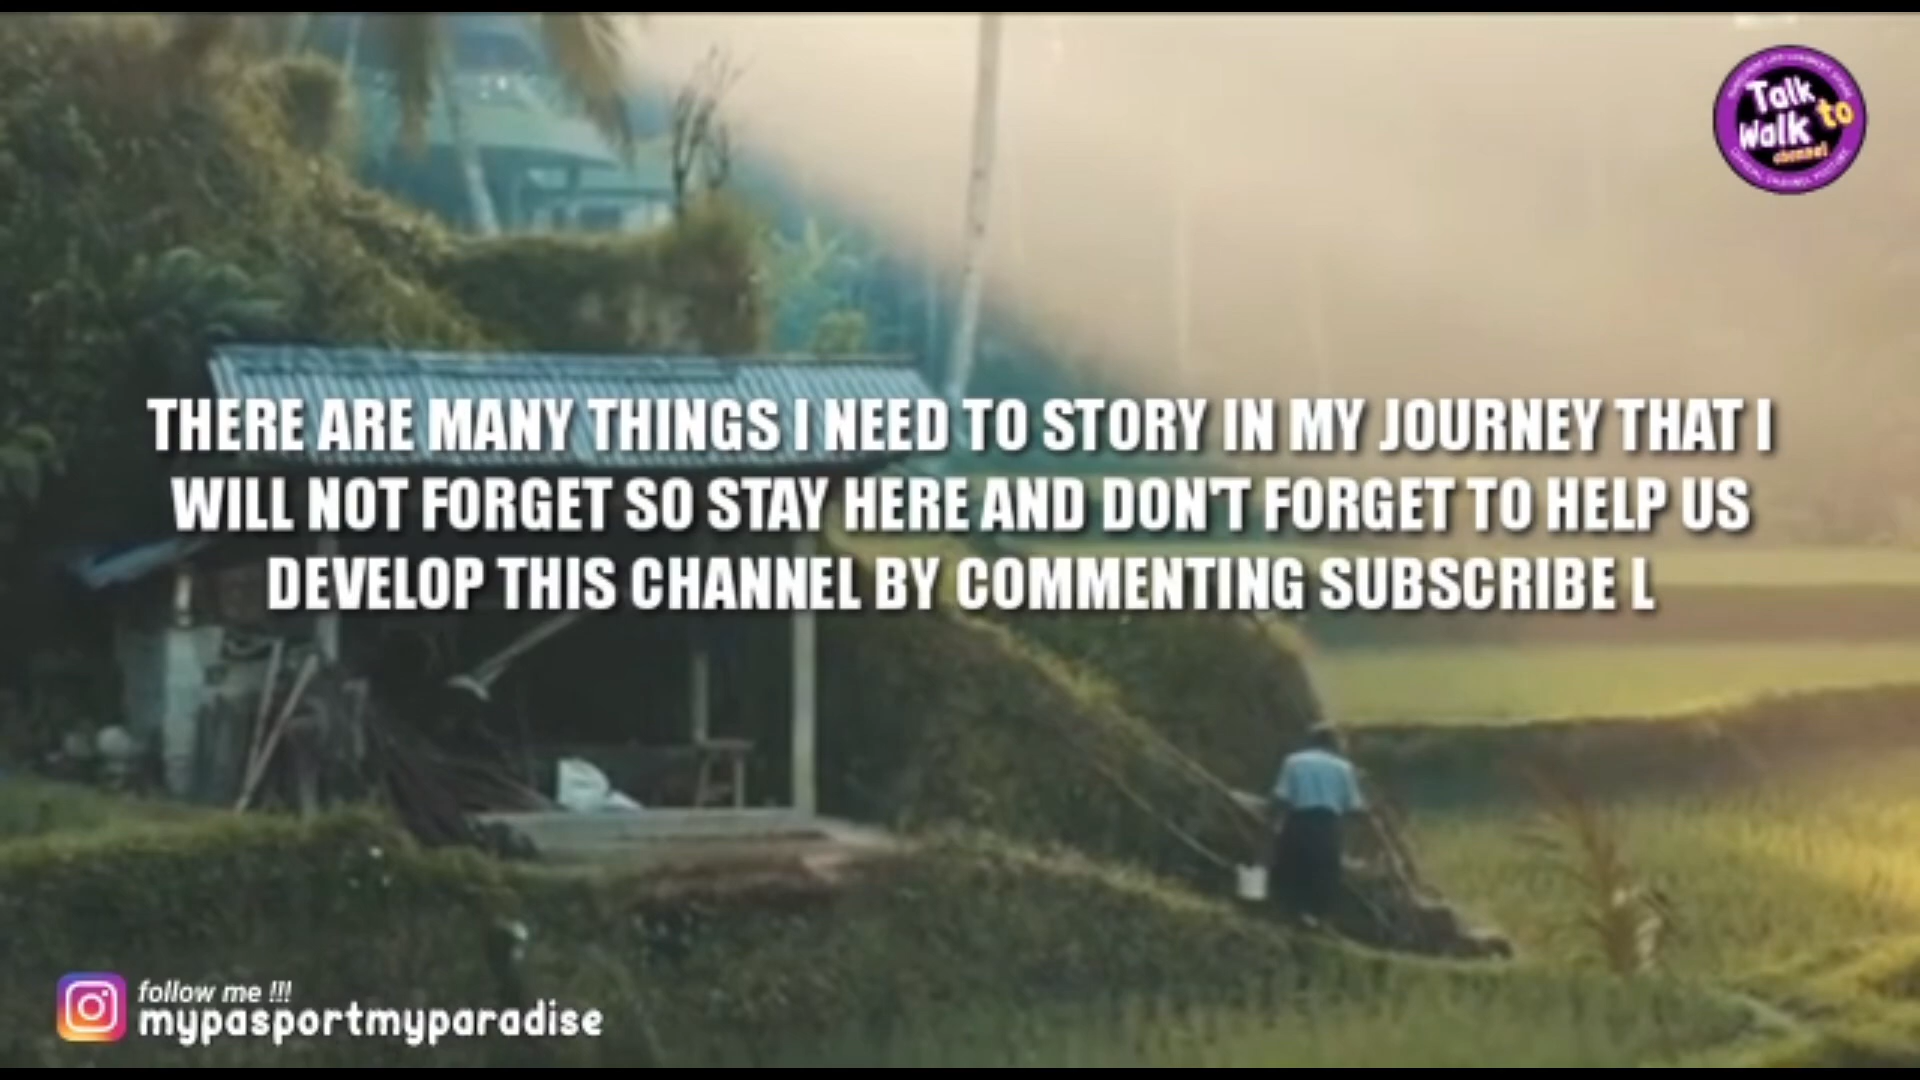 Talk
to
Walk
channel
THERE ARE MANY THINGS I NEED TO STORY IN MY JOURNEY THAT I
WILL NOT FORGET SO STAY HERE AND DON'T FORGET TO HELP US
DEVELOP THIS CHANNEL BY COMMENTING SUBSCRIBE L
follow me !!!
mypasportmyparadise